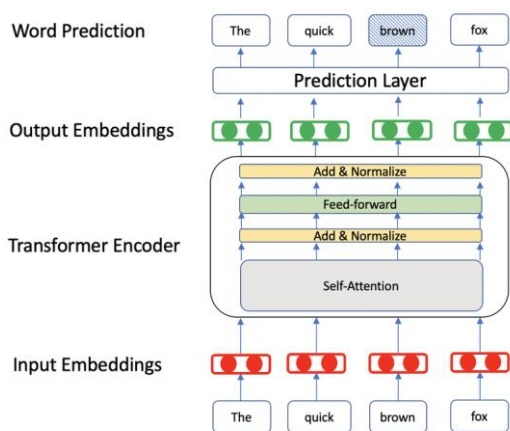 Word Prediction The quick brown fox
Prediction Layer
Output Embeddings
Add & Normalize
Feed-forward
Transformer Encoder
Add & Normalize
Self-Attention
Input Embeddings
The quick brown fox